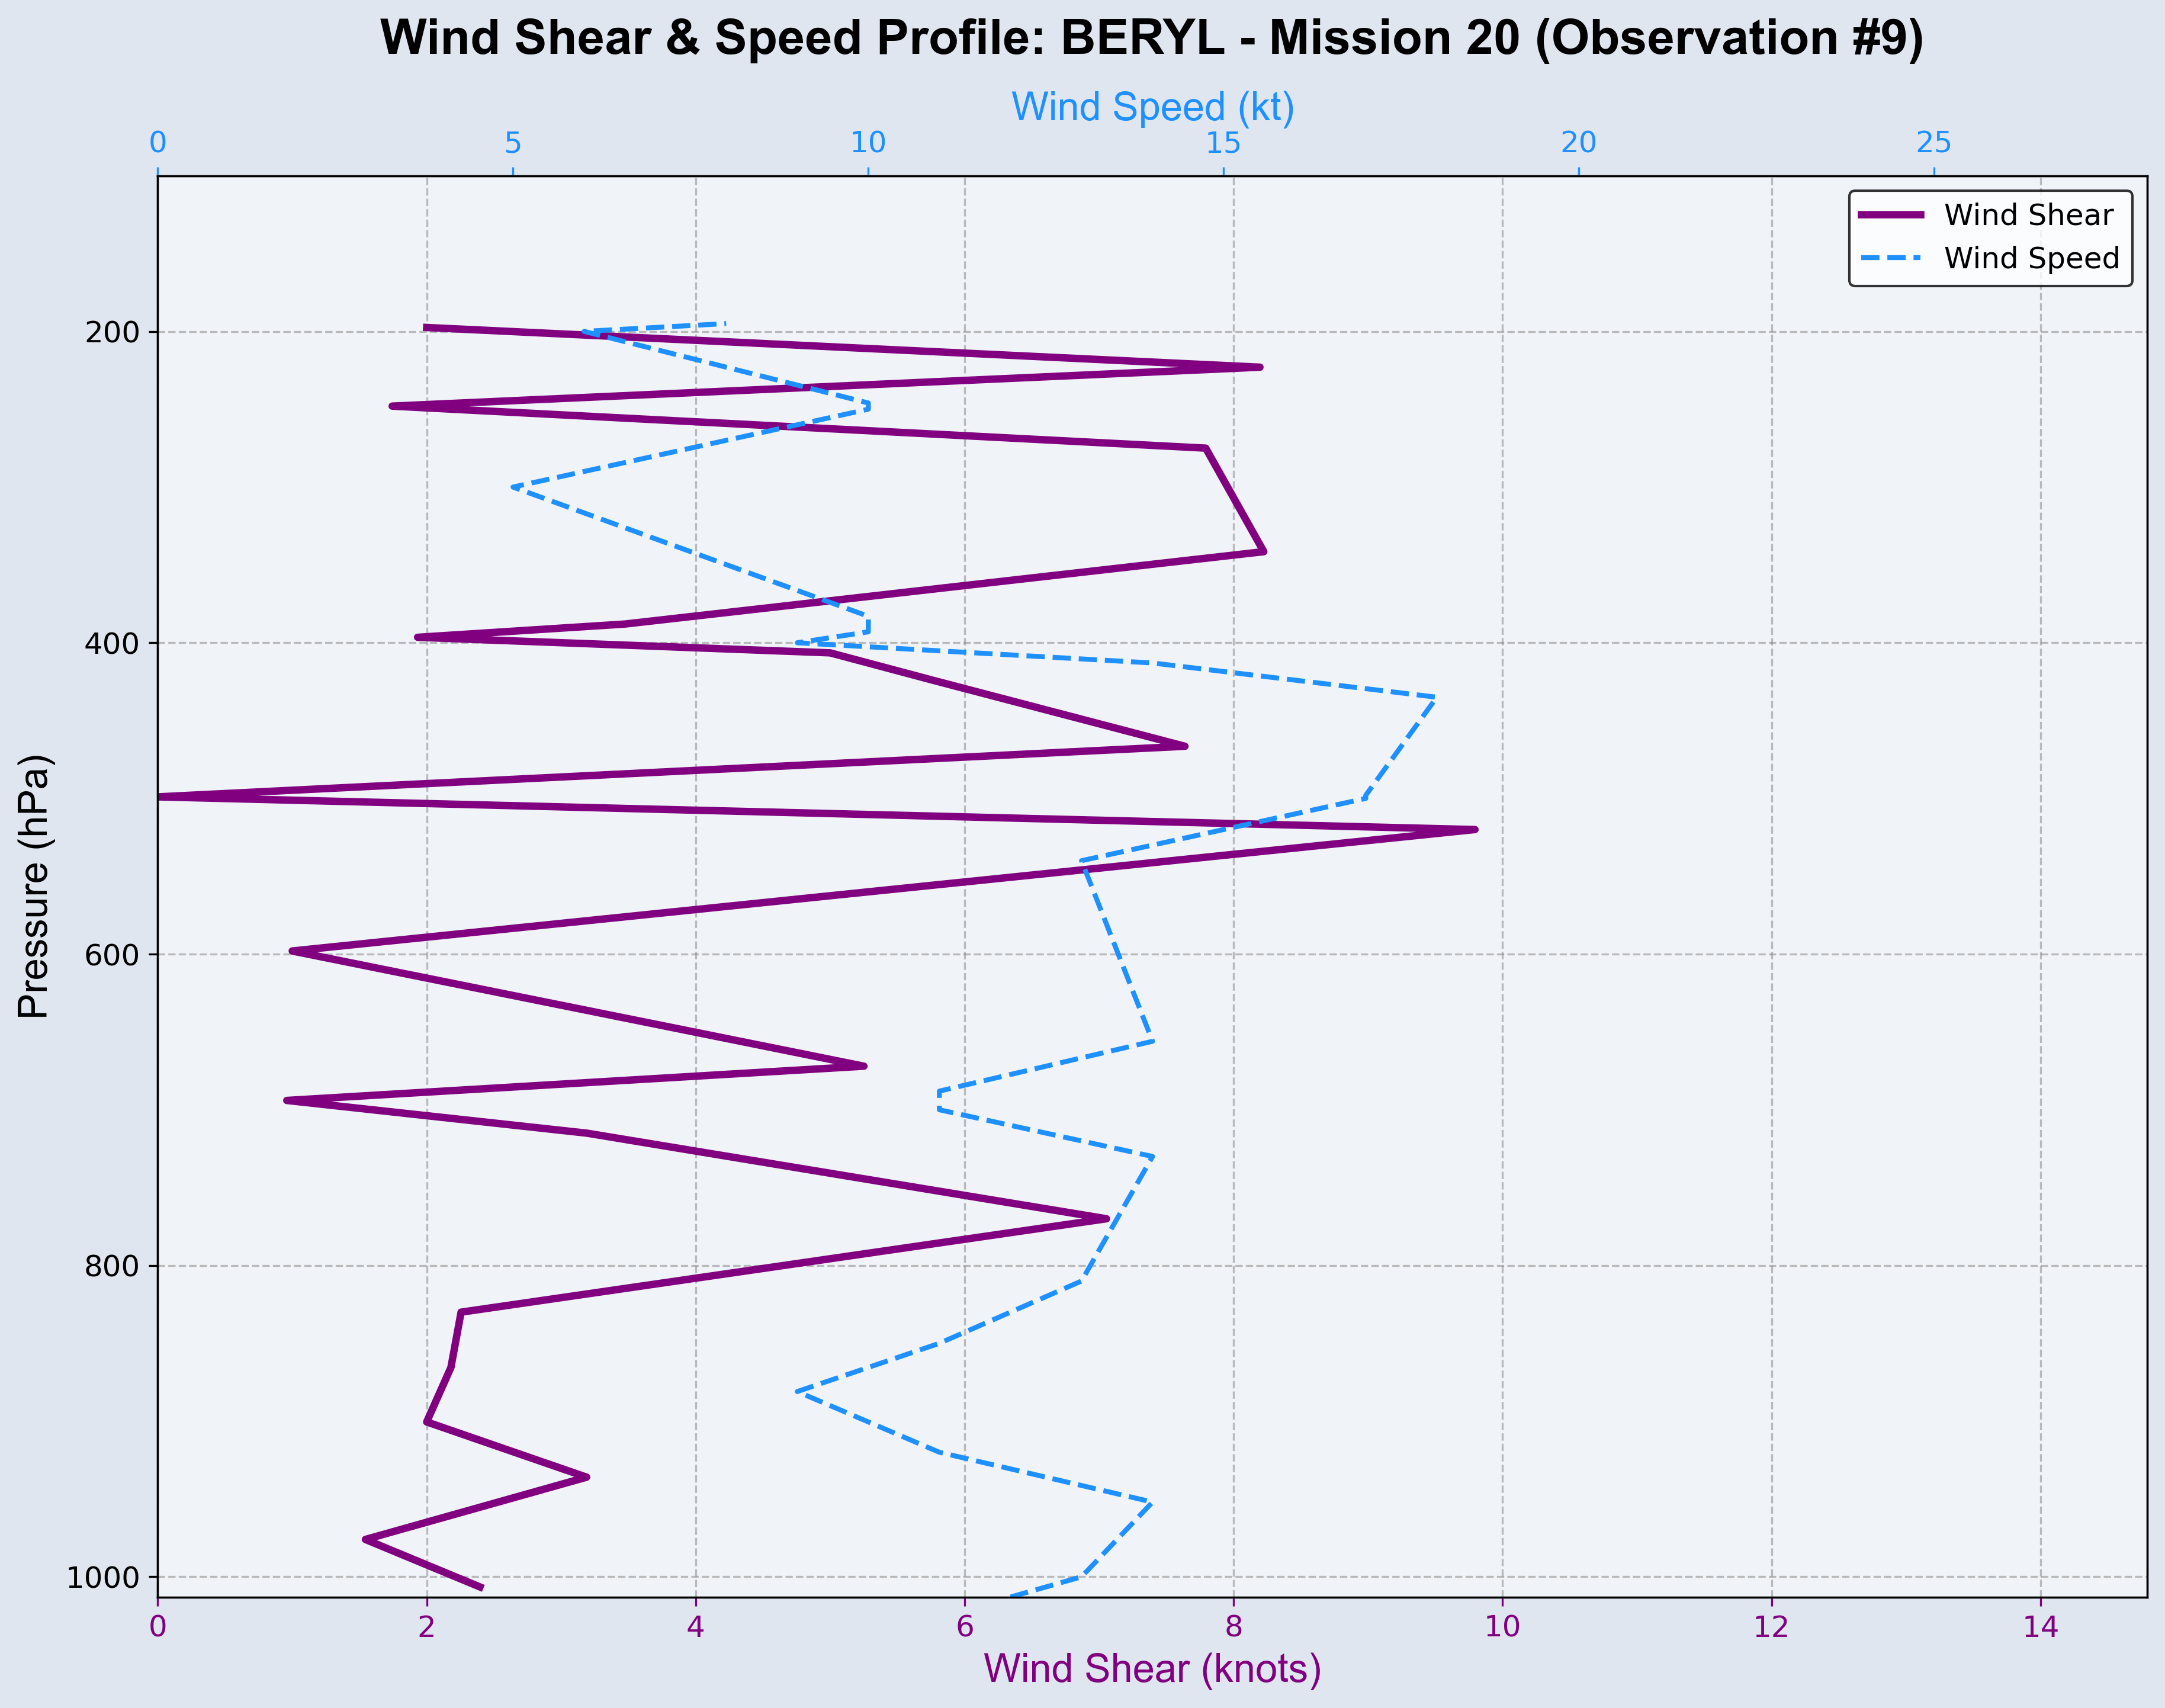 Wind Shear & Speed Profile: BERYL - Mission 20 (Observation #9)
Wind Speed (kt)
0 5 10 15 20 25
Wind Shear
Wind Speed
200
400
600
800
1000
Pressure (hPa)
0 2 4 6 8 10 12 14
Wind Shear (knots)